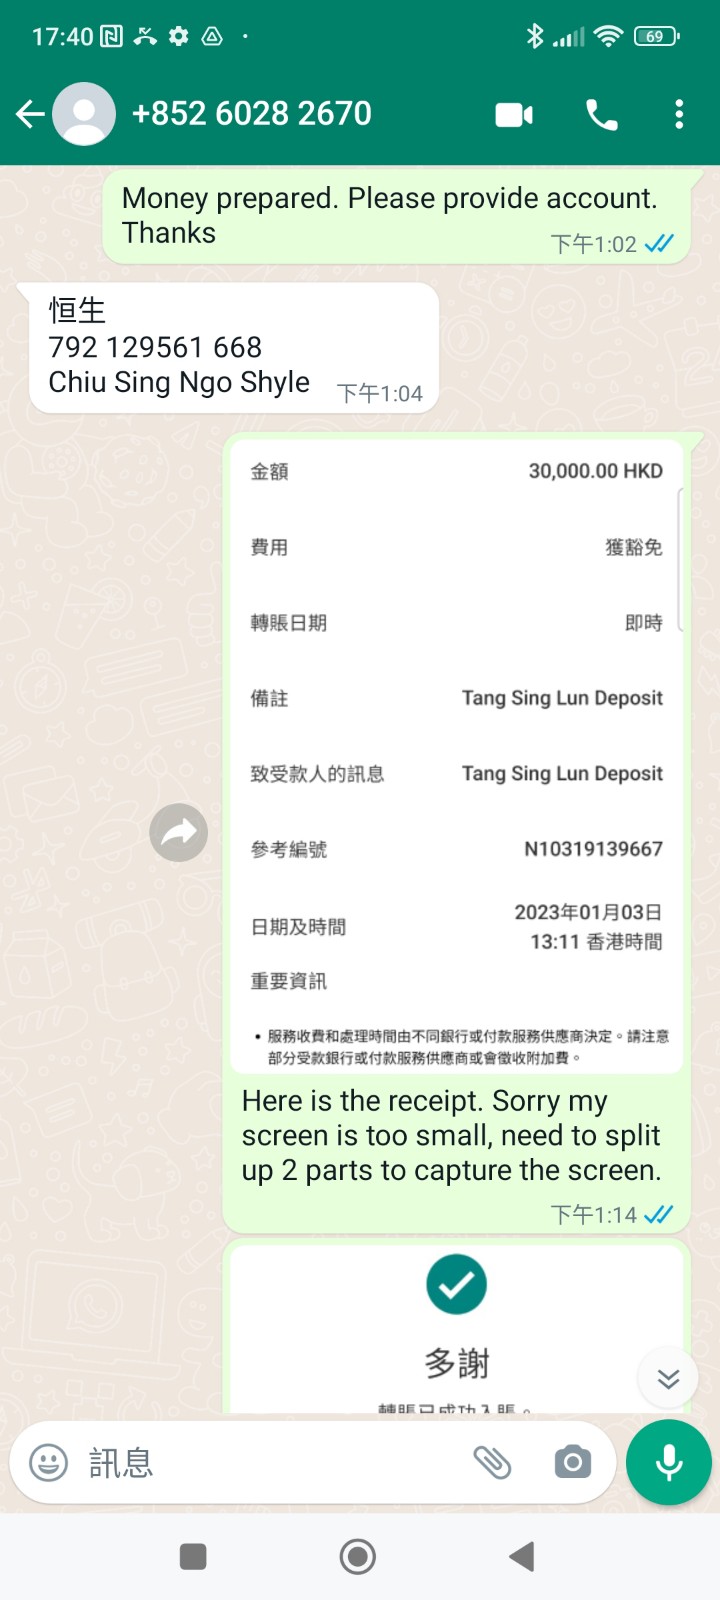 17:40
69
+852 6028 2670
Money prepared. Please provide account.
Thanks
下午1:02
恒生
792 129561 668
Chiu Sing Ngo Shyle
下午1:04
金額 30,000.00 HKD
費用 獲豁免
轉賬日期 即時
備註 Tang Sing Lun Deposit
致受款人的訊息 Tang Sing Lun Deposit
參考編號 N10319139667
日期及時間 2023年01月03日
13:11 香港時間
重要資訊
• 服務收費和處理時間由不同銀行或付款服務供應商決定。請注意
部分受款銀行或付款服務供應商或會徵收附加費。
Here is the receipt. Sorry my
screen is too small, need to split
up 2 parts to capture the screen.
下午1:14
多謝
轉賬已成功入賬。
訊息